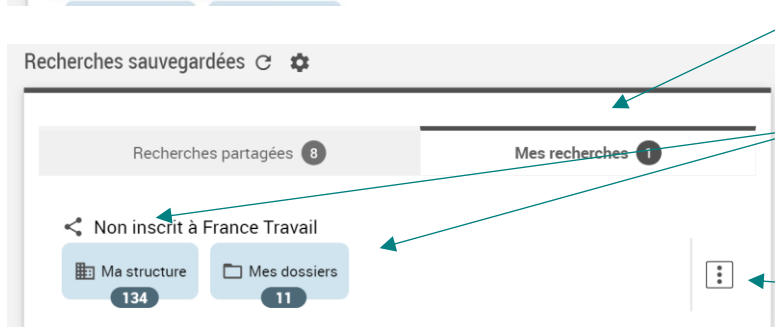 Recherches sauvegardées
Recherches partagées 8
Mes recherches 1
Non inscrit à France Travail
Ma structure
Mes dossiers
134
11